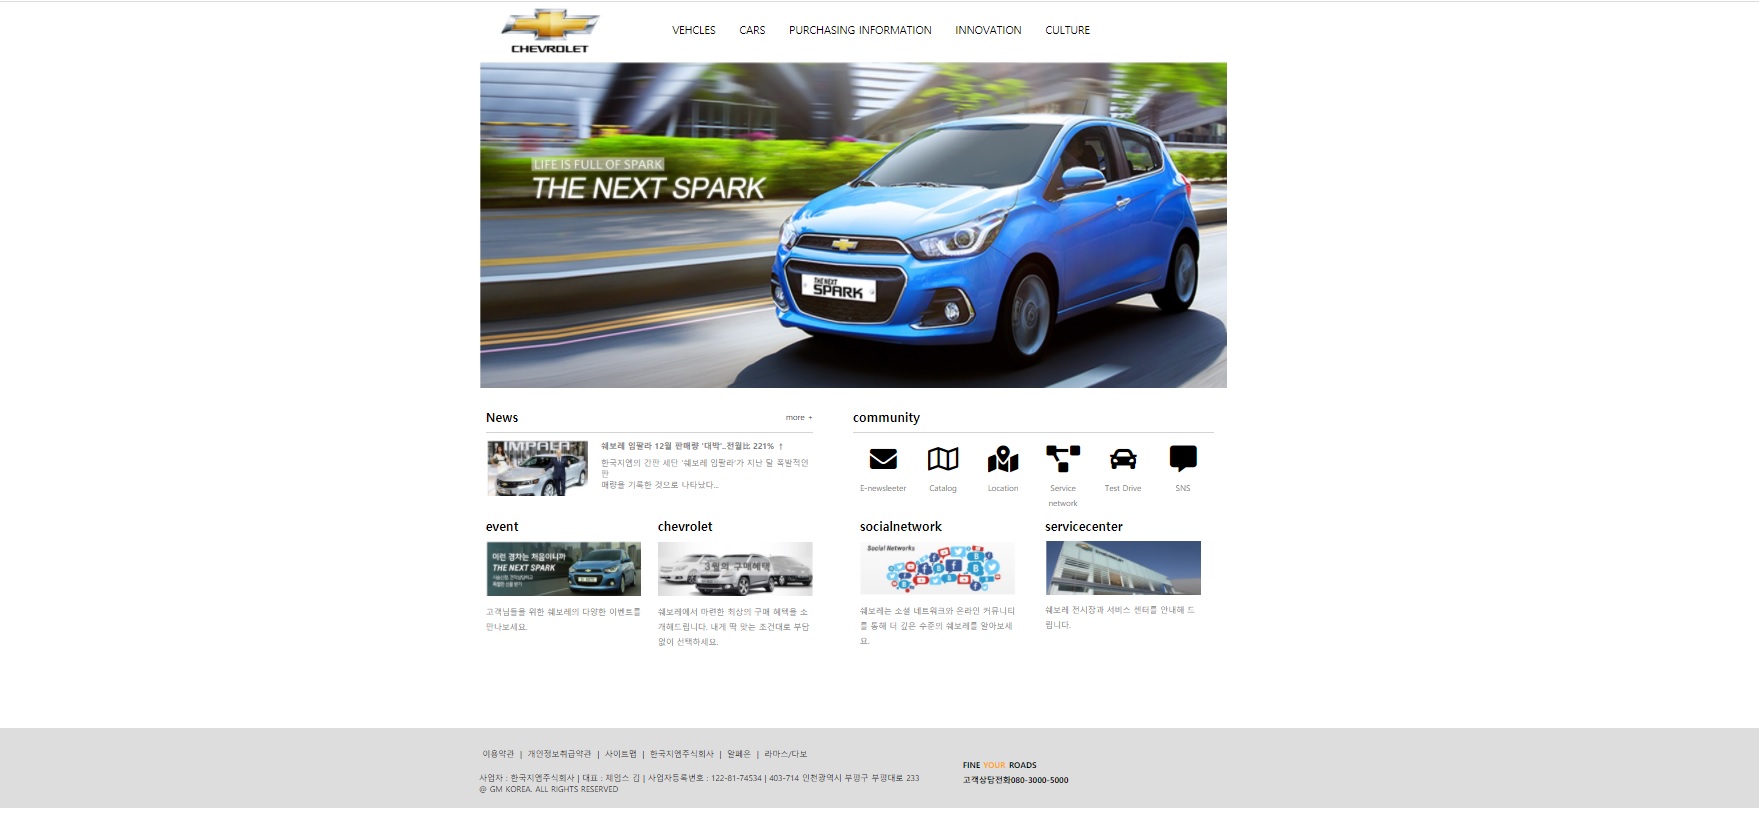 CHEVROLET
VEHCLES CARS PURCHASING INFORMATION INNOVATION CULTURE
LIFE IS FULL OF SPARK
THE NEXT SPARK
THE NEXT
SPARK
News more +
IMPALA
쉐보레 임팔라 12월 판매량 '대박'..전월比 221% ↑
한국지엠의 간판 세단 '쉐보레 임팔라'가 지난 달 폭발적인
판
매량을 기록한 것으로 나타났다...
community
E-newsleeter Catalog Location Service Test Drive SNS
network
event
이런 경차는 처음이니까
THE NEXT SPARK
고객님들을 위한 쉐보레의 다양한 이벤트를
만나보세요.
chevrolet
3월의 구매혜택
쉐보레에서 마련한 최상의 구매 혜택을 소
개해드립니다. 내게 딱 맞는 조건대로 부담
없이 선택하세요.
socialnetwork
Social Networks
쉐보레는 소셜 네트워크와 온라인 커뮤니티
를 통해 더 깊은 수준의 쉐보레를 알아보세
요.
servicecenter
쉐보레 전시장과 서비스 센터를 안내해 드
립니다.
이용약관 | 개인정보취급약관 | 사이트맵 | 한국지엠주식회사 | 알페온 | 라마스/다보
사업자 : 한국지엠주식회사 | 대표 : 제임스 김 | 사업자등록번호 : 122-81-74534 | 403-714 인천광역시 부평구 부평대로 233
@ GM KOREA. ALL RIGHTS RESERVED
FINE YOUR ROADS
고객상담전화080-3000-5000